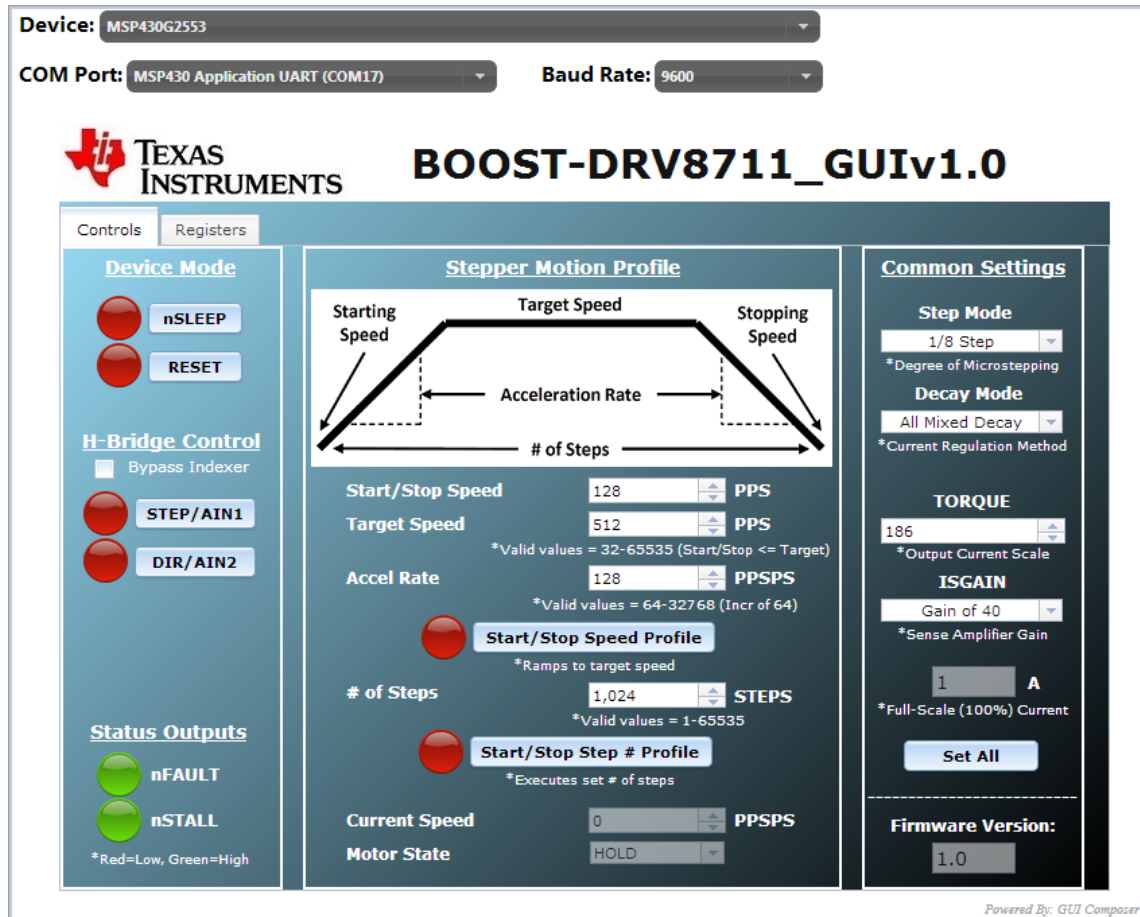 Device: MSP430G2553
COM Port: MSP430 Application UART (COM17) Baud Rate: 9600
TEXAS INSTRUMENTS
BOOST-DRV8711_GUIv1.0
Controls Registers
Device Mode
nSLEEP
RESET
H-Bridge Control
Bypass Indexer
STEP/AIN1
DIR/AIN2
Status Outputs
nFAULT
nSTALL
*Red=Low, Green=High
Stepper Motion Profile
Starting Speed
Target Speed
Stopping Speed
Acceleration Rate
# of Steps
Start/Stop Speed 128 PPS
Target Speed 512 PPS
*Valid values = 32-65535 (Start/Stop <= Target)
Accel Rate 128 PPSPS
*Valid values = 64-32768 (Incr of 64)
Start/Stop Speed Profile
*Ramps to target speed
# of Steps 1,024 STEPS
*Valid values = 1-65535
Start/Stop Step # Profile
*Executes set # of steps
Current Speed 0 PPSPS
Motor State HOLD
Common Settings
Step Mode
1/8 Step
*Degree of Microstepping
Decay Mode
All Mixed Decay
*Current Regulation Method
TORQUE
186
*Output Current Scale
ISGAIN
Gain of 40
*Sense Amplifier Gain
1 A
*Full-Scale (100%) Current
Set All
Firmware Version:
1.0
Powered By: GUI Composer